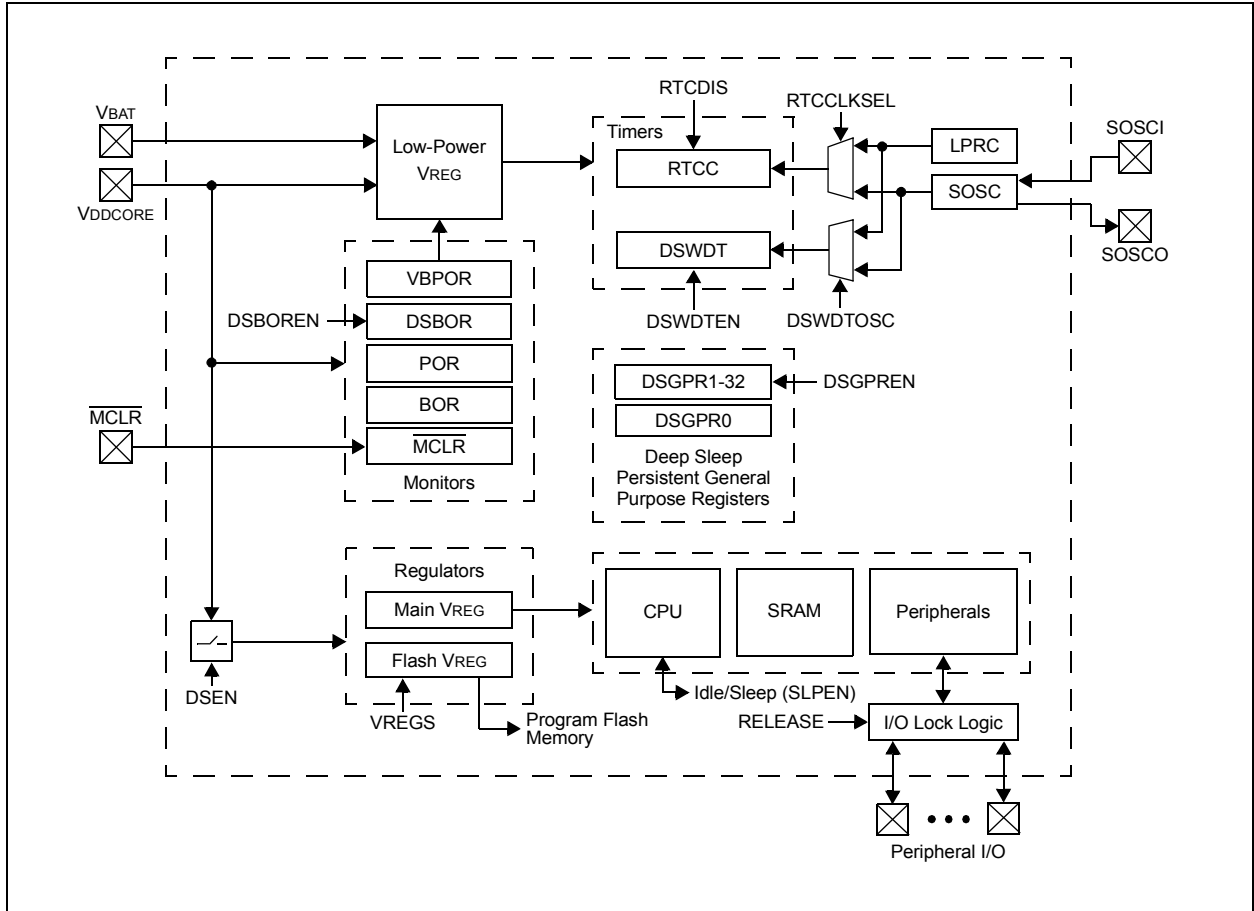 VBAT
VDDCORE
Low-Power
VREG
RTCDIS
RTCCLKSEL
Timers
RTCC
DSWDT
LPRC
SOSC
SOSCI
SOSCO
DSWDTEN
DSWDTOSC
DSBOREN
VBPOR
DSBOR
POR
BOR
MCLR
MCLR
Monitors
DSGPR1-32
DSGPREN
DSGPR0
Deep Sleep
Persistent General
Purpose Registers
Regulators
Main VREG
Flash VREG
DSEN
VREGS
Program Flash
Memory
CPU
SRAM
Peripherals
Idle/Sleep (SLPEN)
RELEASE
I/O Lock Logic
Peripheral I/O